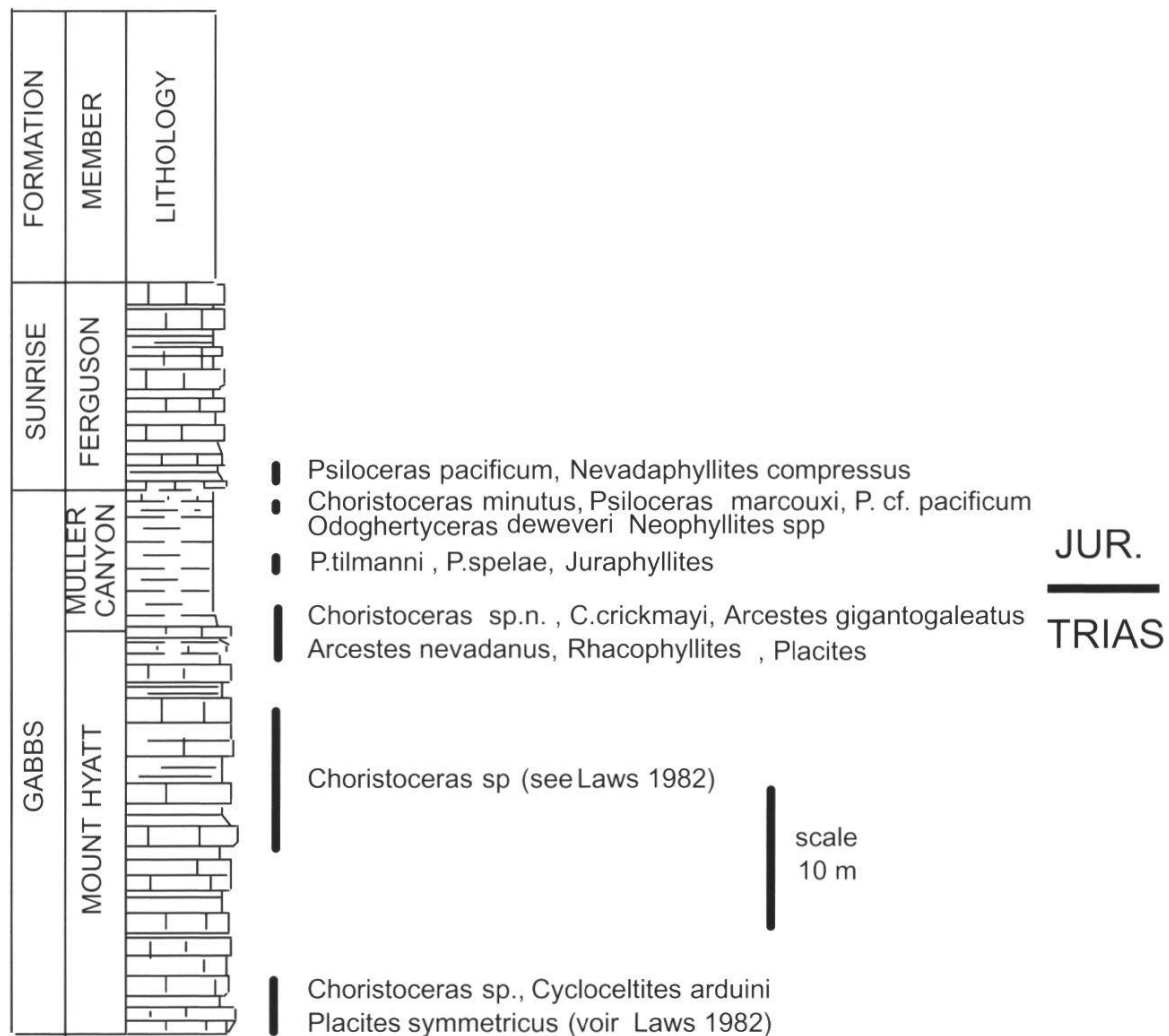 FORMATION
MEMBER
LITHOLOGY
SUNRISE
FERGUSON
GABBS
MULLER
CANYON
MOUNT HYATT
Psiloceras pacificum, Nevadaphyllites compressus
Choristoceras minutus, Psiloceras marcouxi, P. cf. pacificum
Odoghertyceras deweveri Neophyllites spp
P.tilmanni , P.spelae, Juraphyllites
Choristoceras sp.n. , C.crickmayi, Arcestes gigantogaleatus
Arcestes nevadanus, Rhacophyllites , Placites
JUR.
TRIAS
Choristoceras sp (see Laws 1982)
scale
10 m
Choristoceras sp., Cycloceltites arduini
Placites symmetricus (voir Laws 1982)